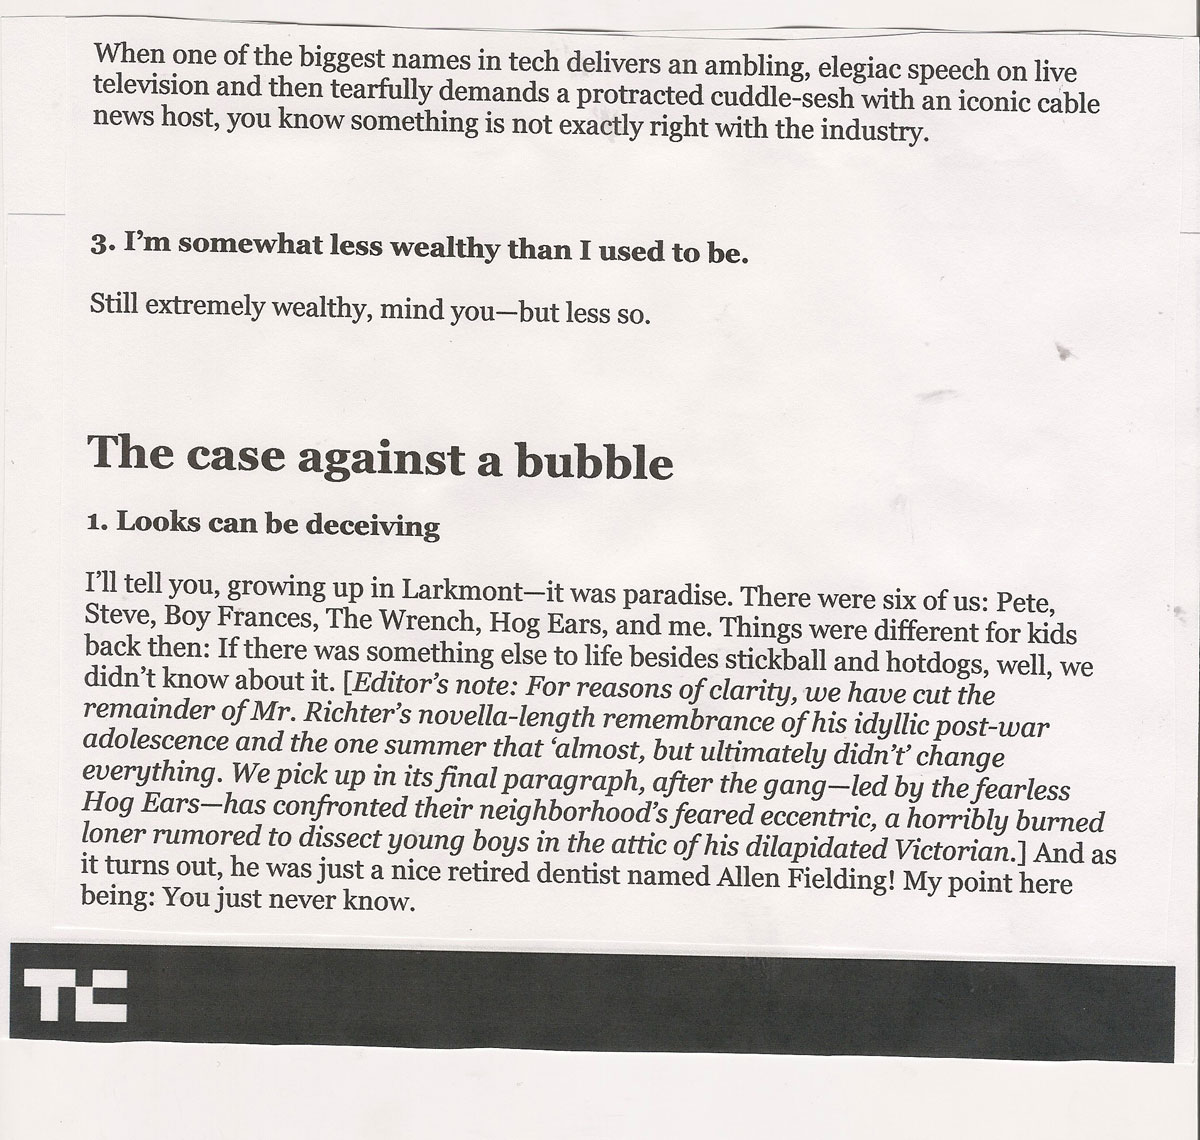 When one of the biggest names in tech delivers an ambling, elegiac speech on live
television and then tearfully demands a protracted cuddle-sesh with an iconic cable
news host, you know something is not exactly right with the industry.
3. I’m somewhat less wealthy than I used to be.
Still extremely wealthy, mind you—but less so.
The case against a bubble
1. Looks can be deceiving
I’ll tell you, growing up in Larkmont—it was paradise. There were six of us: Pete,
Steve, Boy Frances, The Wrench, Hog Ears, and me. Things were different for kids
back then: If there was something else to life besides stickball and hotdogs, well, we
didn’t know about it. [Editor’s note: For reasons of clarity, we have cut the
remainder of Mr. Richter’s novella-length remembrance of his idyllic post-war
adolescence and the one summer that ‘almost, but ultimately didn’t’ change
everything. We pick up in its final paragraph, after the gang—led by the fearless
Hog Ears—has confronted their neighborhood’s feared eccentric, a horribly burned
loner rumored to dissect young boys in the attic of his dilapidated Victorian.] And as
it turns out, he was just a nice retired dentist named Allen Fielding! My point here
being: You just never know.
TC